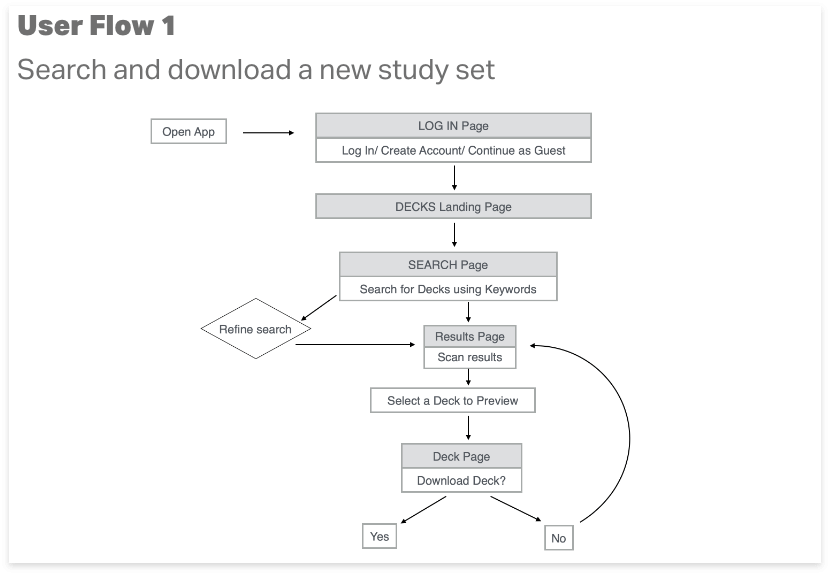 User Flow 1
Search and download a new study set
Open App
LOG IN Page
Log In/ Create Account/ Continue as Guest
DECKS Landing Page
SEARCH Page
Search for Decks using Keywords
Refine search
Results Page
Scan results
Select a Deck to Preview
Deck Page
Download Deck?
Yes
No